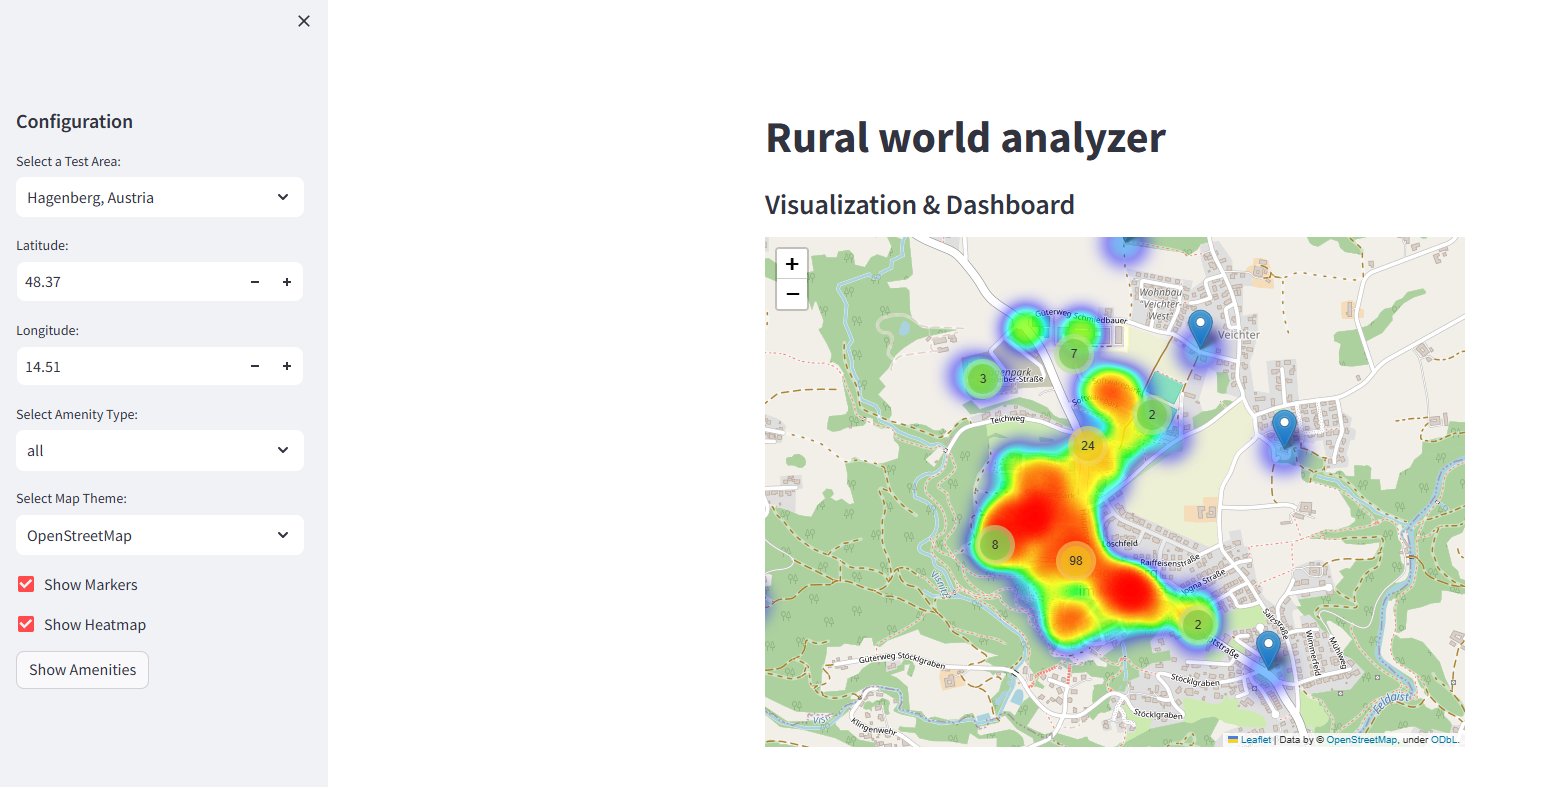 Configuration
Select a Test Area:
Hagenberg, Austria
Latitude:
48.37
Longitude:
14.51
Select Amenity Type:
all
Select Map Theme:
OpenStreetMap
Show Markers
Show Heatmap
Show Amenities
Rural world analyzer
Visualization & Dashboard
+
−
Wohnbau
"Veichter-
West"
Güterweg Schmiedbauer
Veichter
7
3
2
Teichweg
24
8
98
Raiffeisenstraße
2
Salzstraße
Wimmerfeld
Mühlweg
Güterweg Stöcklgraben
Stöcklgraben
Stöcklgraben
Feldaist
Klingenwehr
Leaflet | Data by © OpenStreetMap, under ODbL.